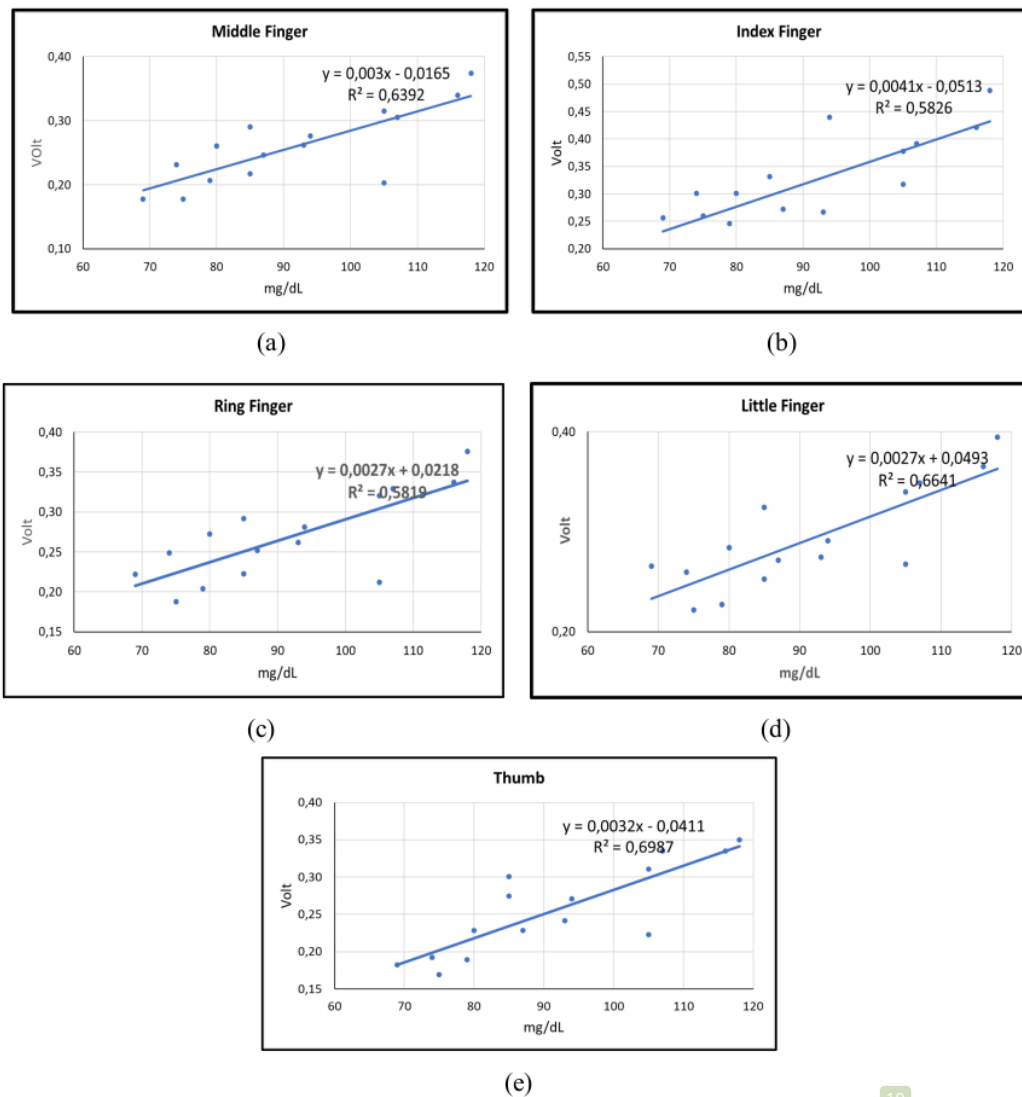 Middle Finger
0,40
0,30
0,20
0,10
VOlt
y = 0,003x - 0,0165
R² = 0,6392
60 70 80 90 100 110 120
mg/dL
(a)
Index Finger
0,55
0,50
0,45
0,40
0,35
0,30
0,25
0,20
Volt
y = 0,0041x - 0,0513
R² = 0,5826
60 70 80 90 100 110 120
mg/dL
(b)
Ring Finger
0,40
0,35
0,30
0,25
0,20
0,15
Volt
y = 0,0027x + 0,0218
R² = 0,5819
60 70 80 90 100 110 120
mg/dL
(c)
Little Finger
0,40
0,20
Volt
y = 0,0027x + 0,0493
R² = 0,6641
60 70 80 90 100 110 120
mg/dL
(d)
Thumb
0,40
0,35
0,30
0,25
0,20
0,15
Volt
y = 0,0032x - 0,0411
R² = 0,6987
60 70 80 90 100 110 120
mg/dL
(e)